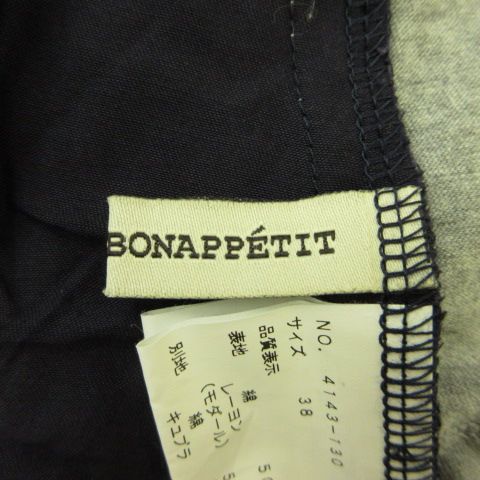 BONAPPÉTIT
NO. 4143-130
サイズ 38
品質表示
表地 綿
レーヨン
(モダール)
別地 綿
キュプラ